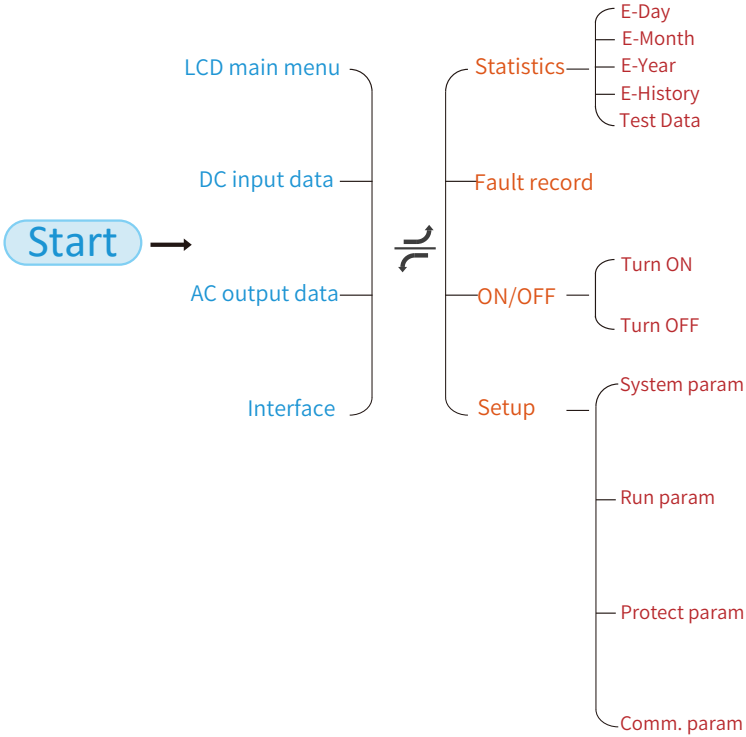 Start
LCD main menu
DC input data
AC output data
Interface
Statistics
E-Day
E-Month
E-Year
E-History
Test Data
Fault record
ON/OFF
Turn ON
Turn OFF
Setup
System param
Run param
Protect param
Comm. param